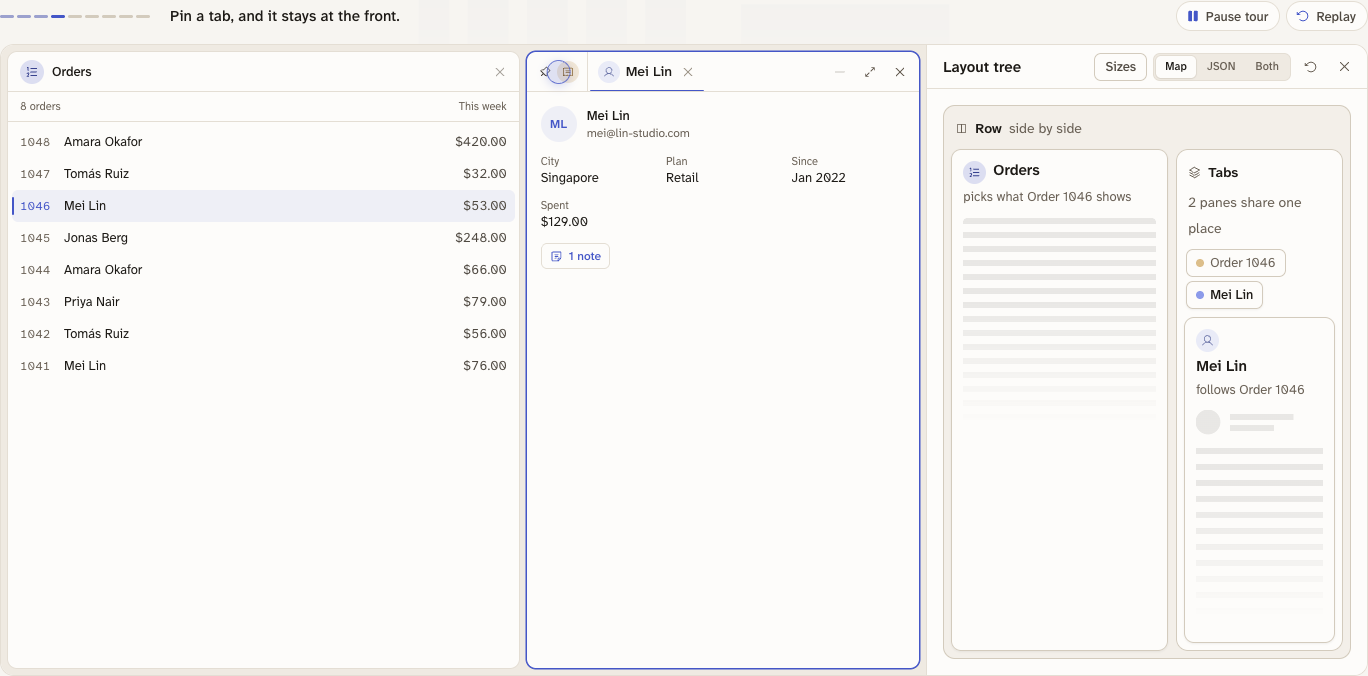 Pin a tab, and it stays at the front.
Pause tour
Replay
Orders
8 orders
This week
1048 Amara Okafor $420.00
1047 Tomás Ruiz $32.00
1046 Mei Lin $53.00
1045 Jonas Berg $248.00
1044 Amara Okafor $66.00
1043 Priya Nair $79.00
1042 Tomás Ruiz $56.00
1041 Mei Lin $76.00
Mei Lin
ML
Mei Lin
mei@lin-studio.com
City Plan Since
Singapore Retail Jan 2022
Spent
$129.00
1 note
Layout tree
Sizes
Map JSON Both
Row side by side
Orders
picks what Order 1046 shows
Tabs
2 panes share one
place
Order 1046
Mei Lin
Mei Lin
follows Order 1046